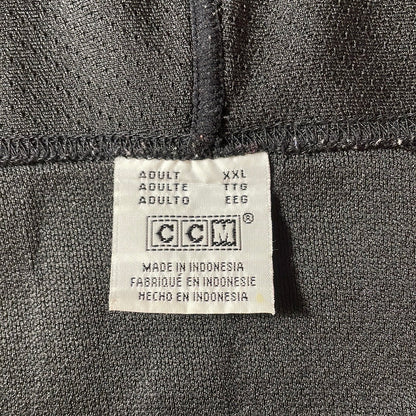 ADULT XXL
ADULTE TTG
ADULTO EEG
CCM®
MADE IN INDONESIA
FABRIQUÉ EN INDONESIE
HECHO EN INDONESIA